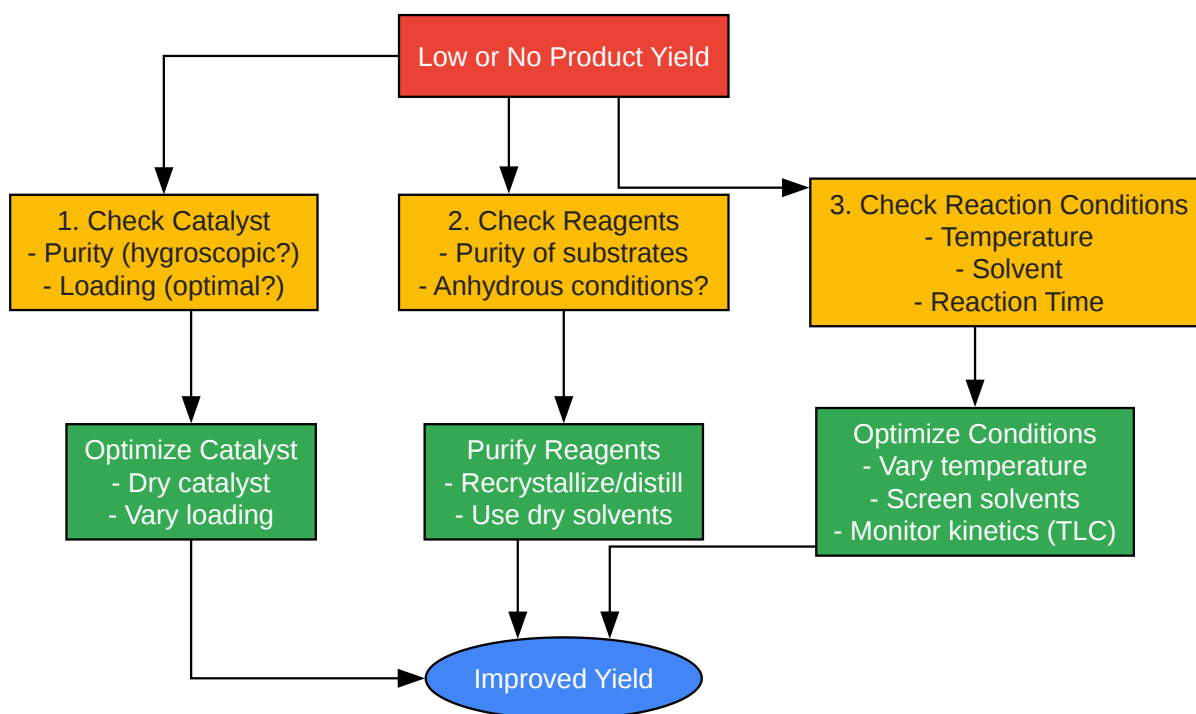 Low or No Product Yield
1. Check Catalyst
- Purity (hygroscopic?)
- Loading (optimal?)
2. Check Reagents
- Purity of substrates
- Anhydrous conditions?
3. Check Reaction Conditions
- Temperature
- Solvent
- Reaction Time
Optimize Catalyst
- Dry catalyst
- Vary loading
Purify Reagents
- Recrystallize/distill
- Use dry solvents
Optimize Conditions
- Vary temperature
- Screen solvents
- Monitor kinetics (TLC)
Improved Yield